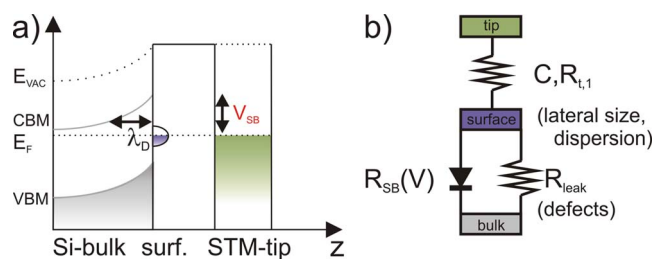 a)
E_VAC
CBM
E_F
VBM
λ_D
V_SB
Si-bulk surf. STM-tip z
b)
tip
C,R_t,1
surface
(lateral size,
dispersion)
R_SB(V)
R_leak
(defects)
bulk